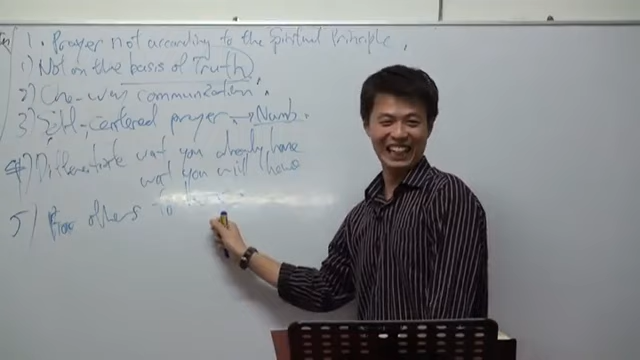 1. Prayer not according to the Spiritual Principle.
1) Not on the basis of Truth
2) One-way communication.
3) Self-centered prayer → Numb.
4) Differentiate wat you already have
wat you will have
5) For others to